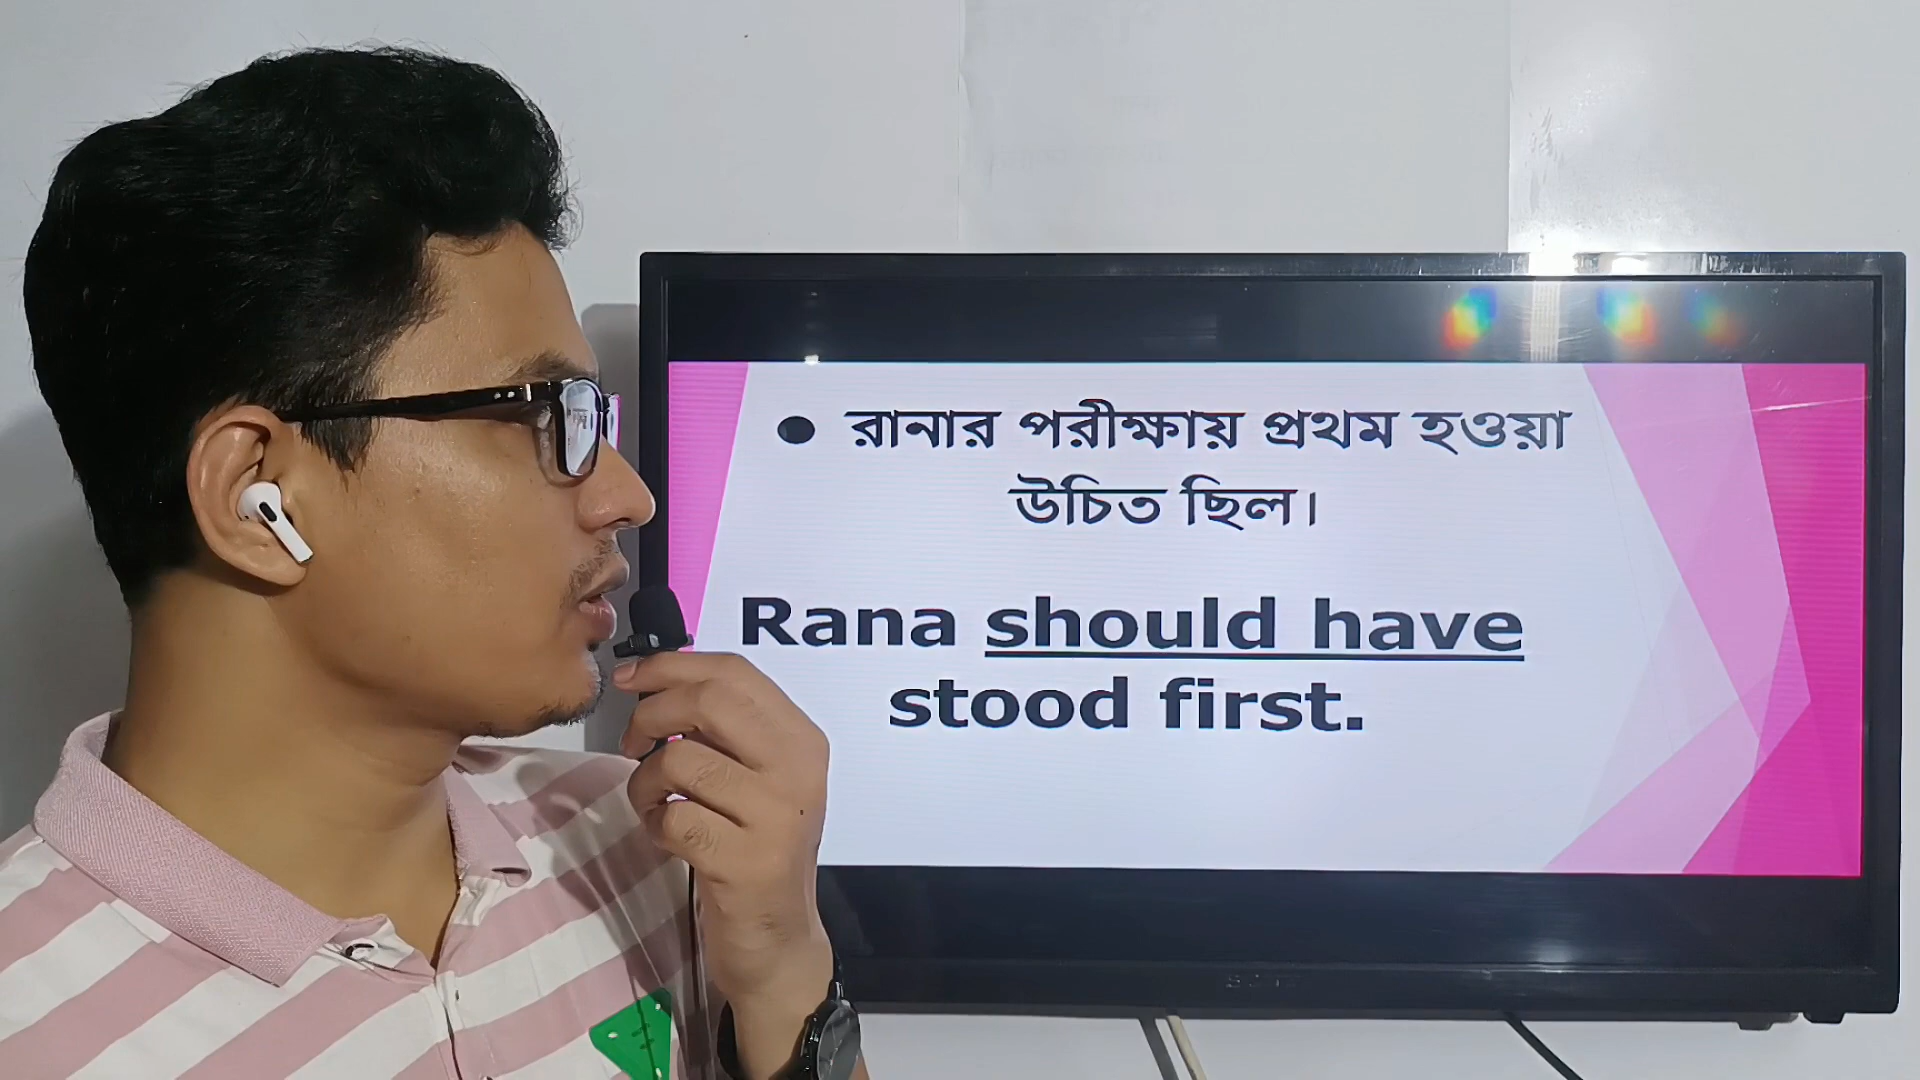 ● রানার পরীক্ষায় প্রথম হওয়া
উচিত ছিল।
Rana should have
stood first.